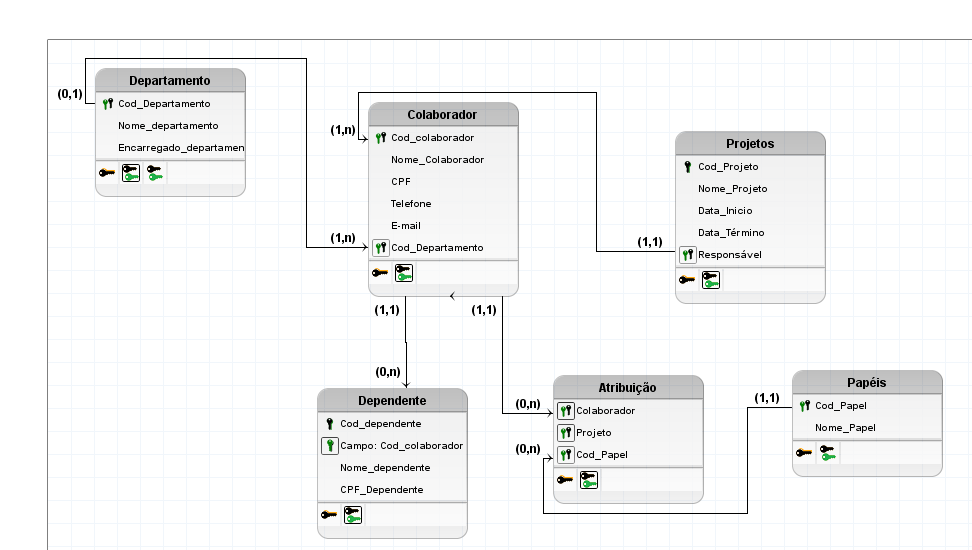 Departamento
(0,1)
Cod_Departamento
Nome_departamento
Encarregado_departamen
Colaborador
(1,n)
Cod_colaborador
Nome_Colaborador
CPF
Telefone
E-mail
(1,n)
Cod_Departamento
Projetos
Cod_Projeto
Nome_Projeto
Data_Inicio
Data_Término
(1,1)
Responsável
(1,1)
(1,1)
(0,n)
Dependente
Cod_dependente
Campo: Cod_colaborador
Nome_dependente
CPF_Dependente
Atribuição
(0,n)
Colaborador
Projeto
(0,n)
Cod_Papel
Papéis
(1,1)
Cod_Papel
Nome_Papel